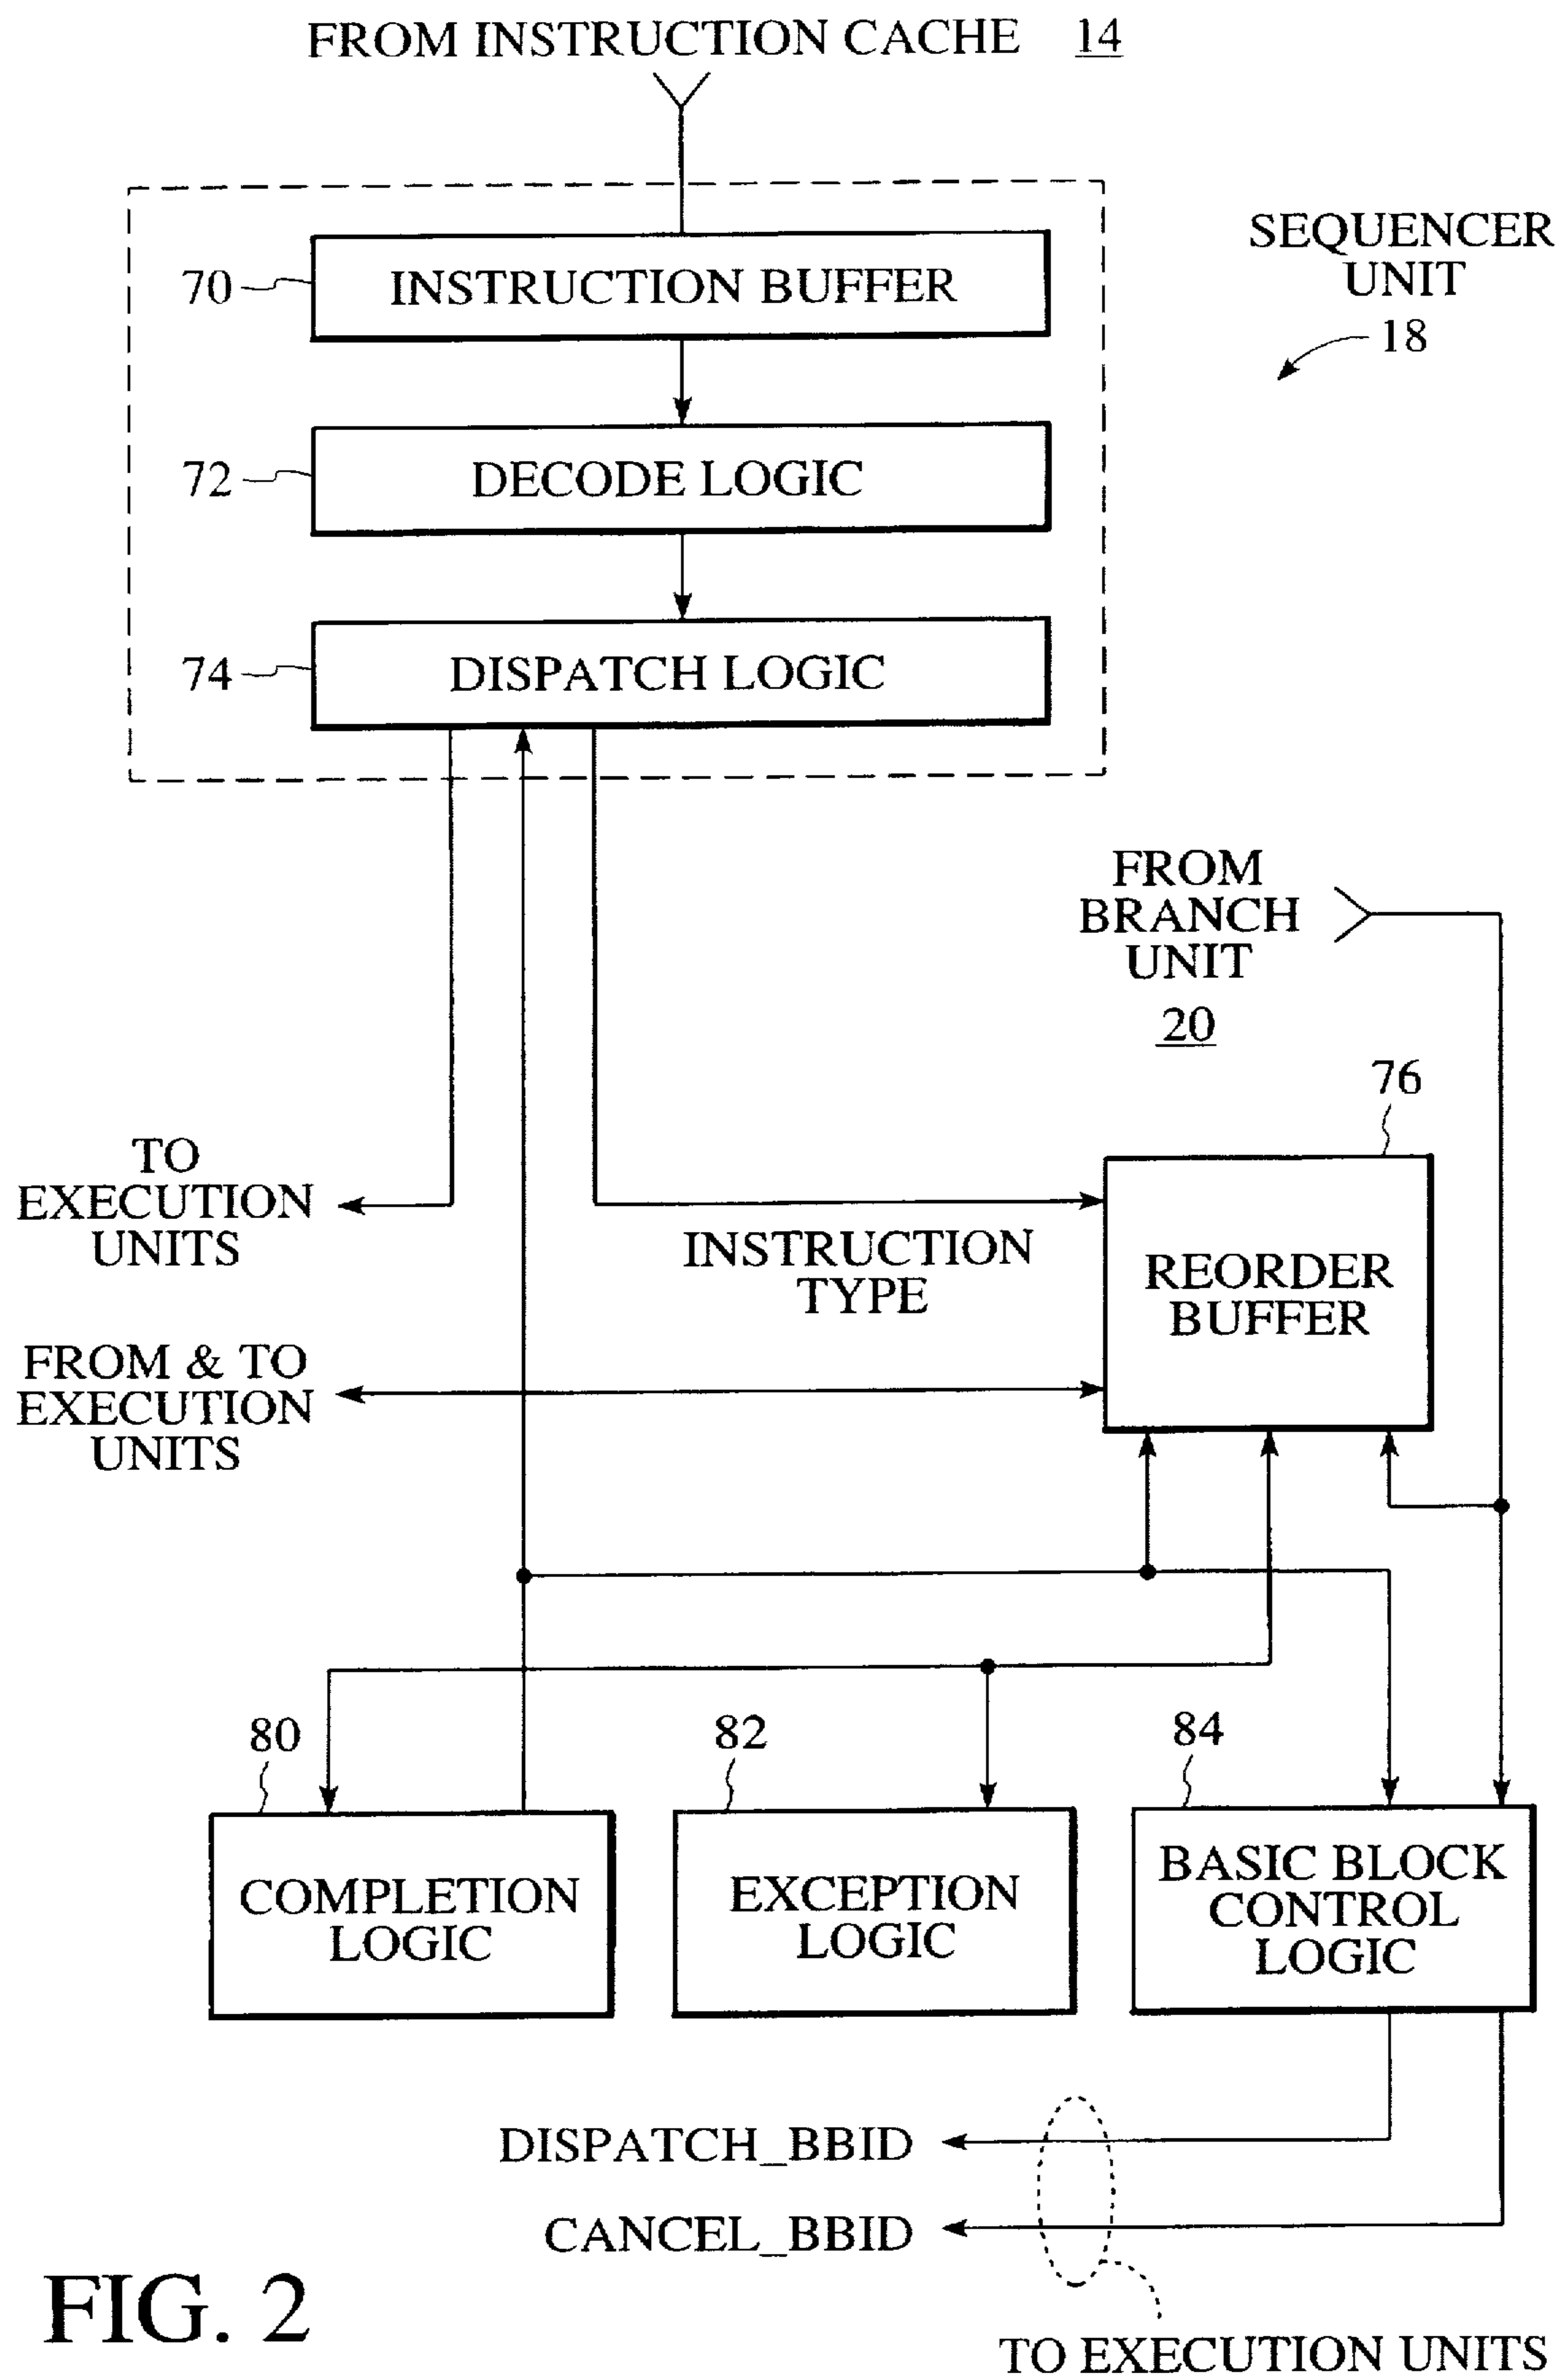 FROM INSTRUCTION CACHE 14
SEQUENCER
UNIT
18
70
INSTRUCTION BUFFER
72
DECODE LOGIC
74
DISPATCH LOGIC
FROM
BRANCH
UNIT
20
76
TO
EXECUTION
UNITS
INSTRUCTION
TYPE
REORDER
BUFFER
FROM & TO
EXECUTION
UNITS
80
82
84
COMPLETION
LOGIC
EXCEPTION
LOGIC
BASIC BLOCK
CONTROL
LOGIC
DISPATCH_BBID
CANCEL_BBID
TO EXECUTION UNITS
FIG. 2